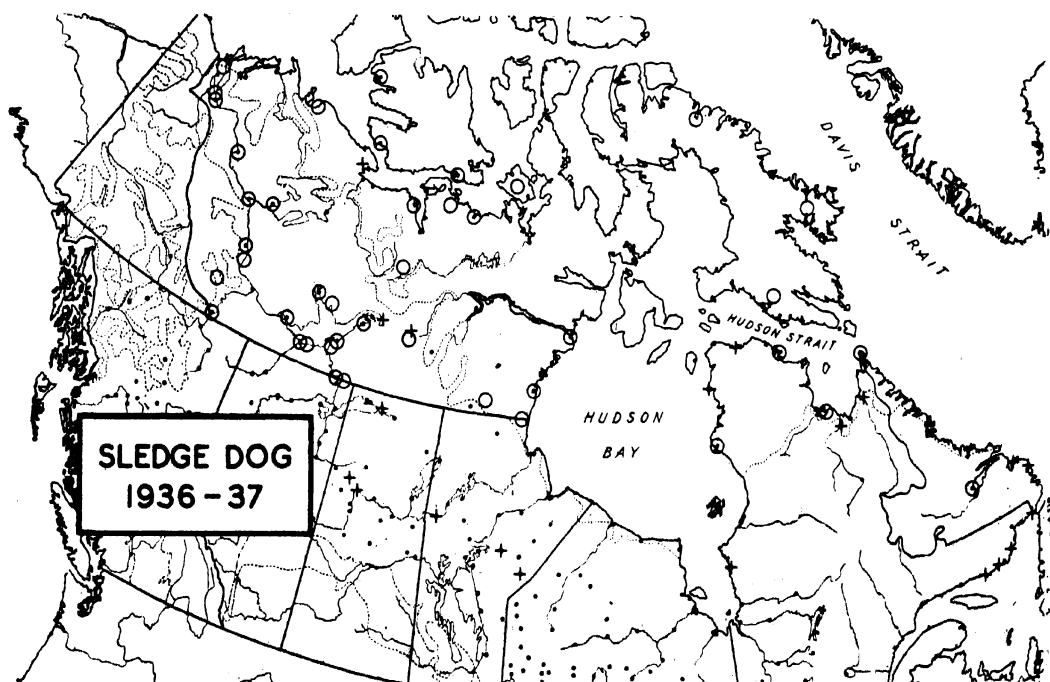 DAVIS
STRAIT
HUDSON STRAIT
HUDSON
BAY
SLEDGE DOG
1936-37